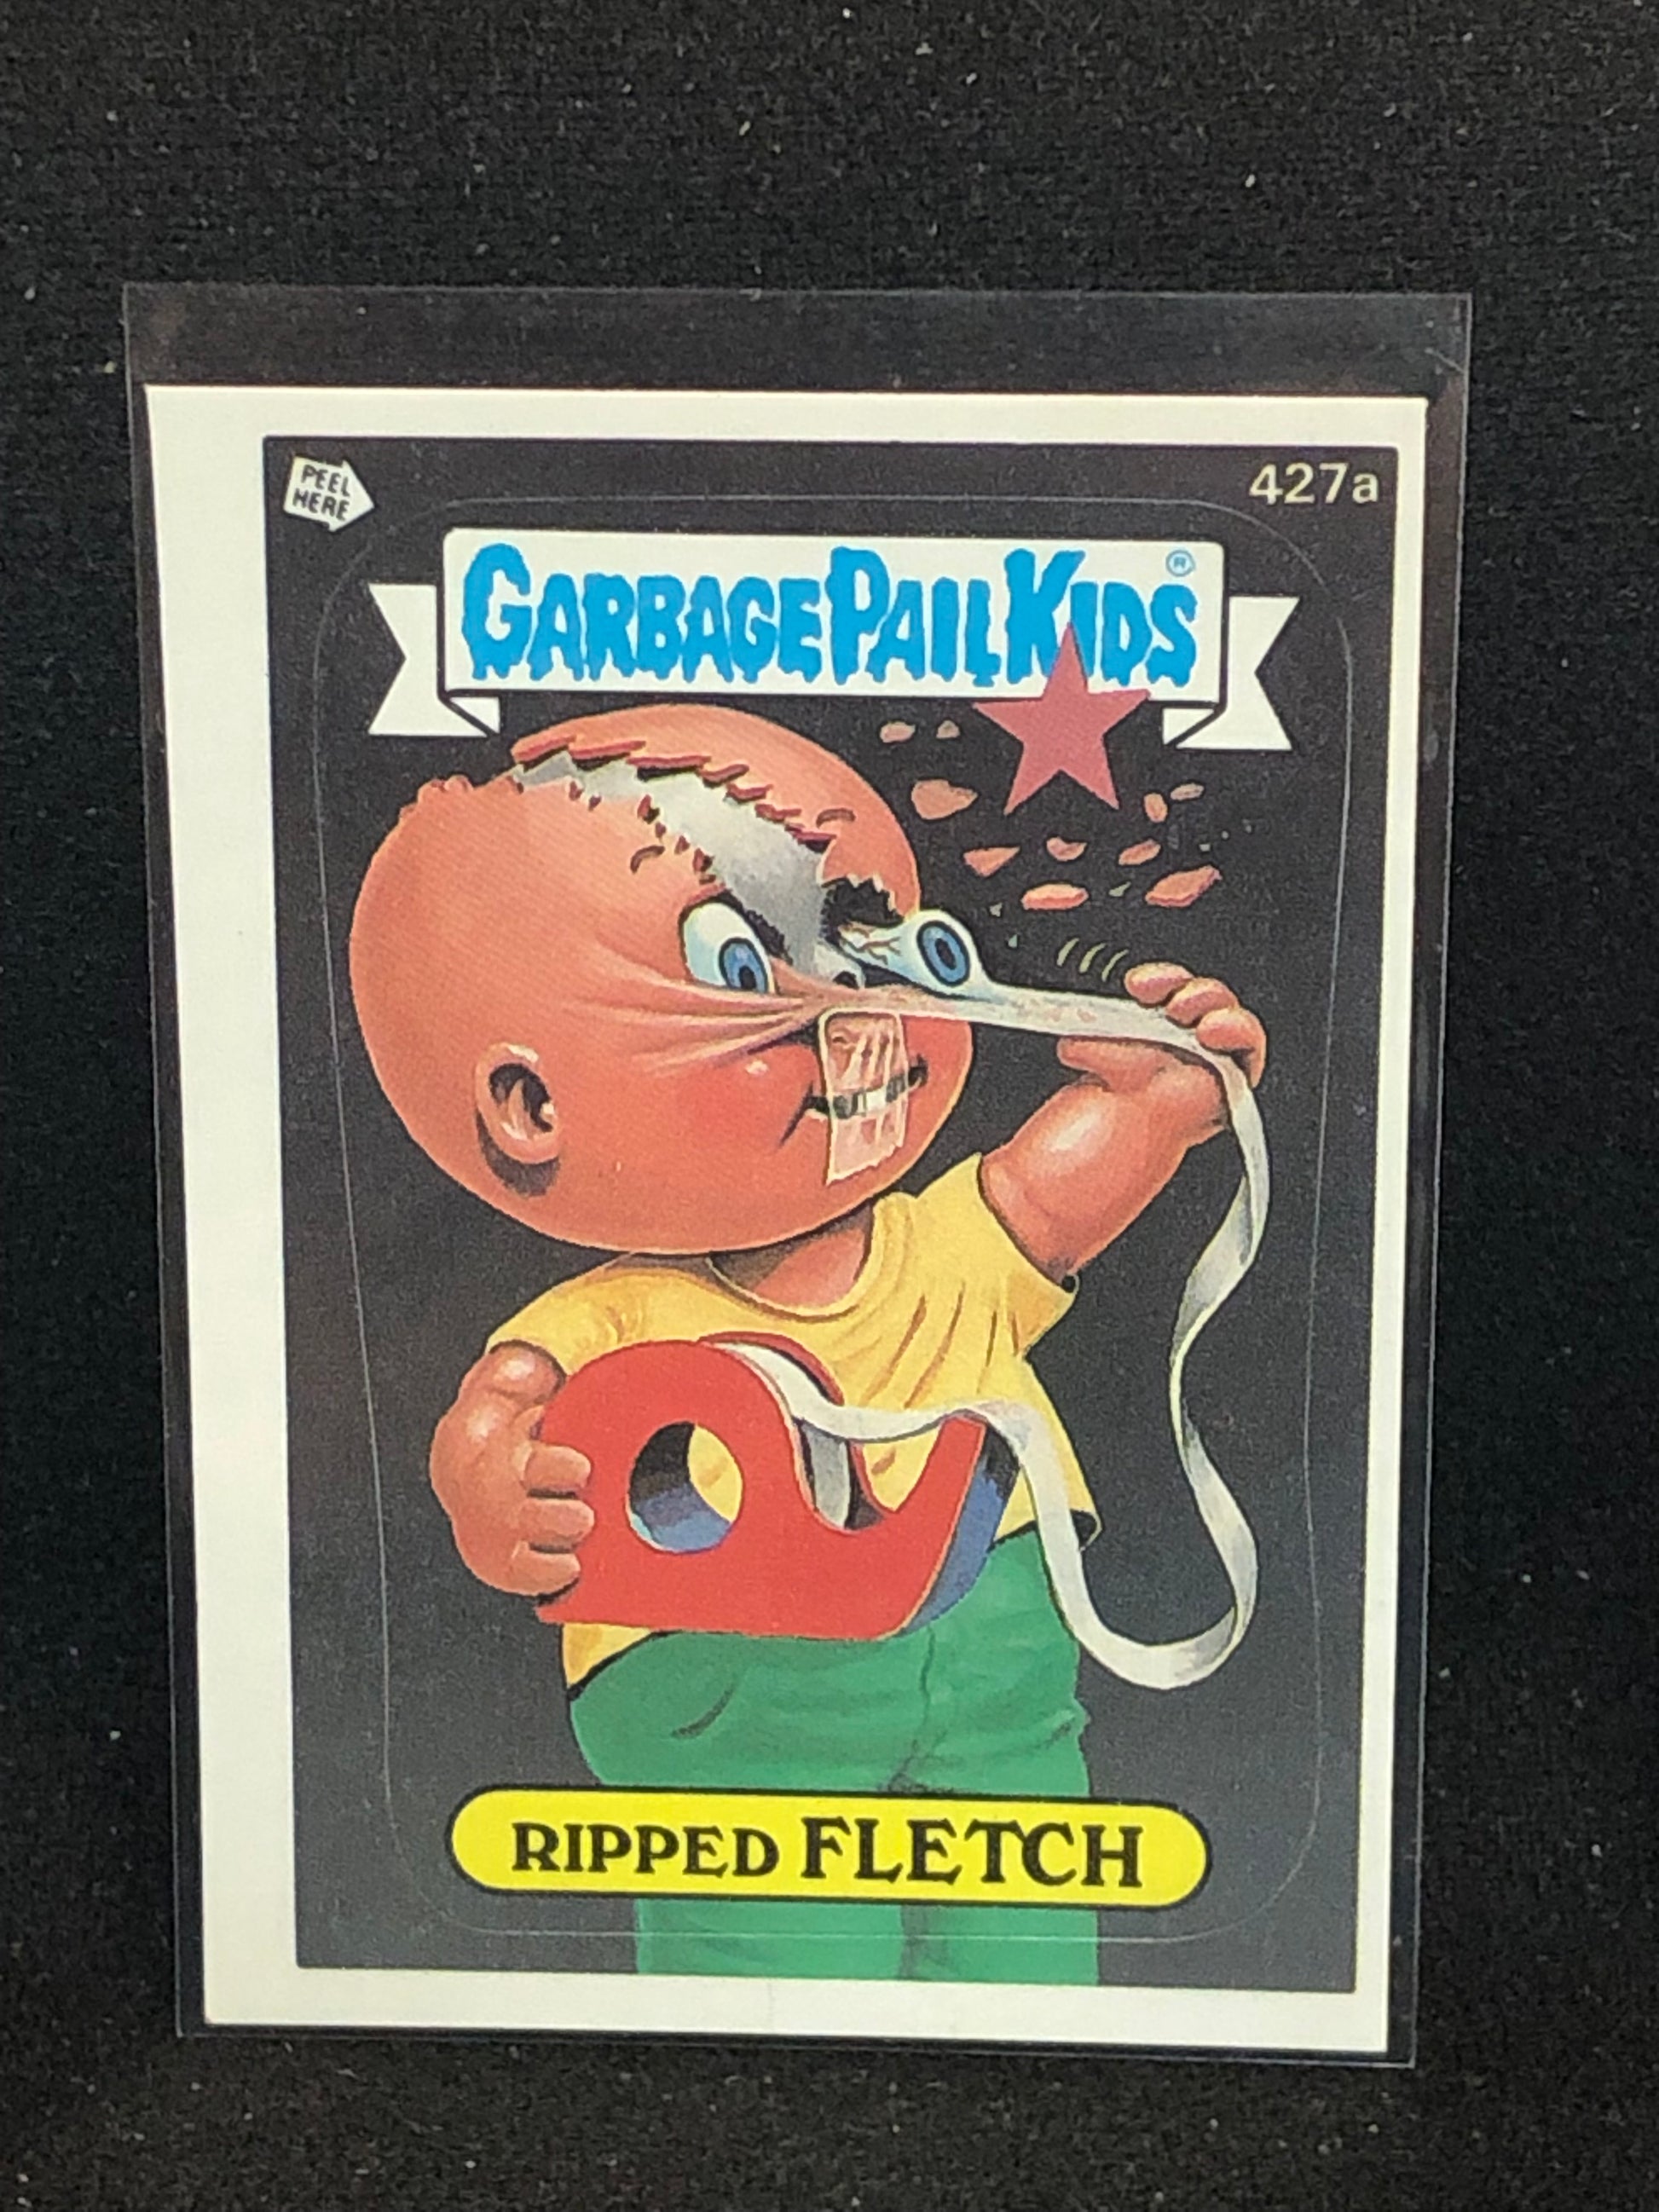 PEEL
HERE
427a
GARBAGE PAIL KIDS®
RIPPED FLETCH